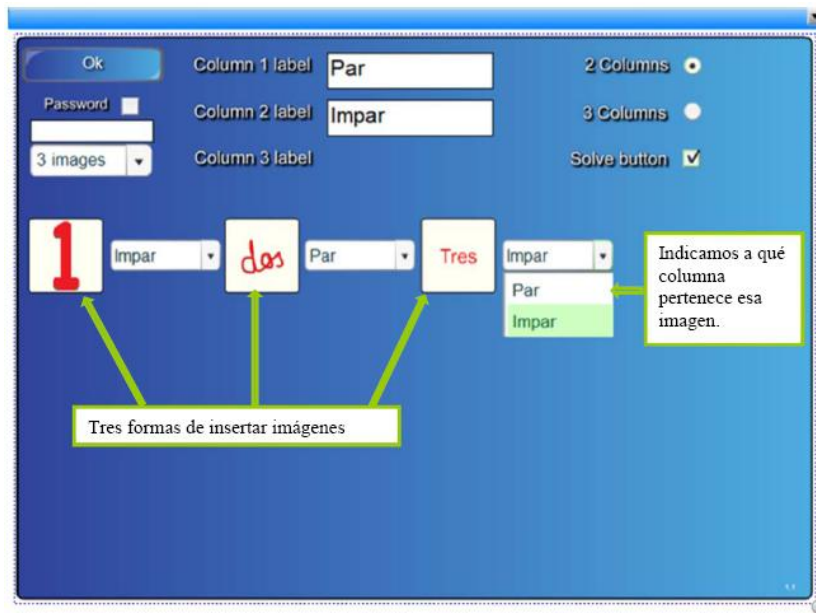 Ok
Column 1 label
Par
2 Columns
Password
Column 2 label
Impar
3 Columns
3 images
Column 3 label
Solve button
1
Impar
dos
Par
Tres
Impar
Par
Impar
Indicamos a qué
columna
pertenece esa
imagen.
Tres formas de insertar imágenes